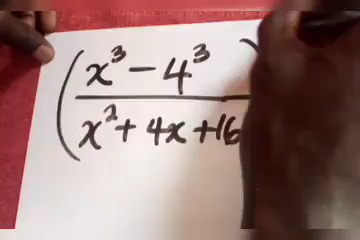 (x³ - 4³)
x² + 4x + 16